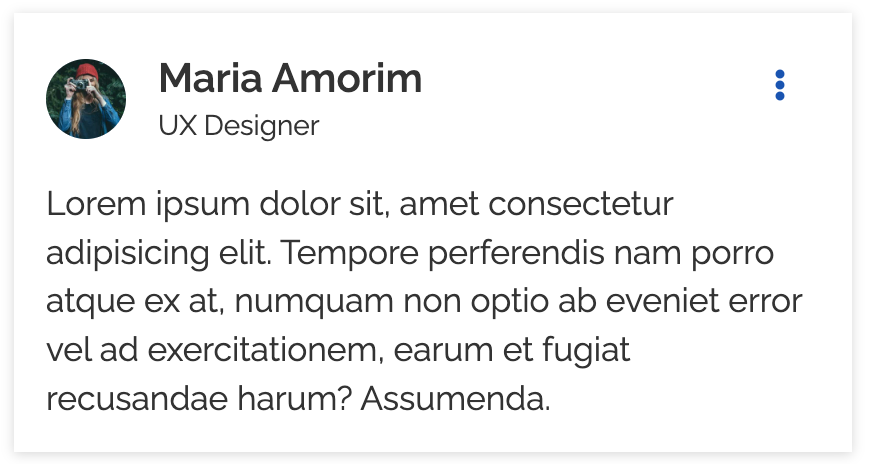 Maria Amorim
UX Designer
Lorem ipsum dolor sit, amet consectetur
adipisicing elit. Tempore perferendis nam porro
atque ex at, numquam non optio ab eveniet error
vel ad exercitationem, earum et fugiat
recusandae harum? Assumenda.